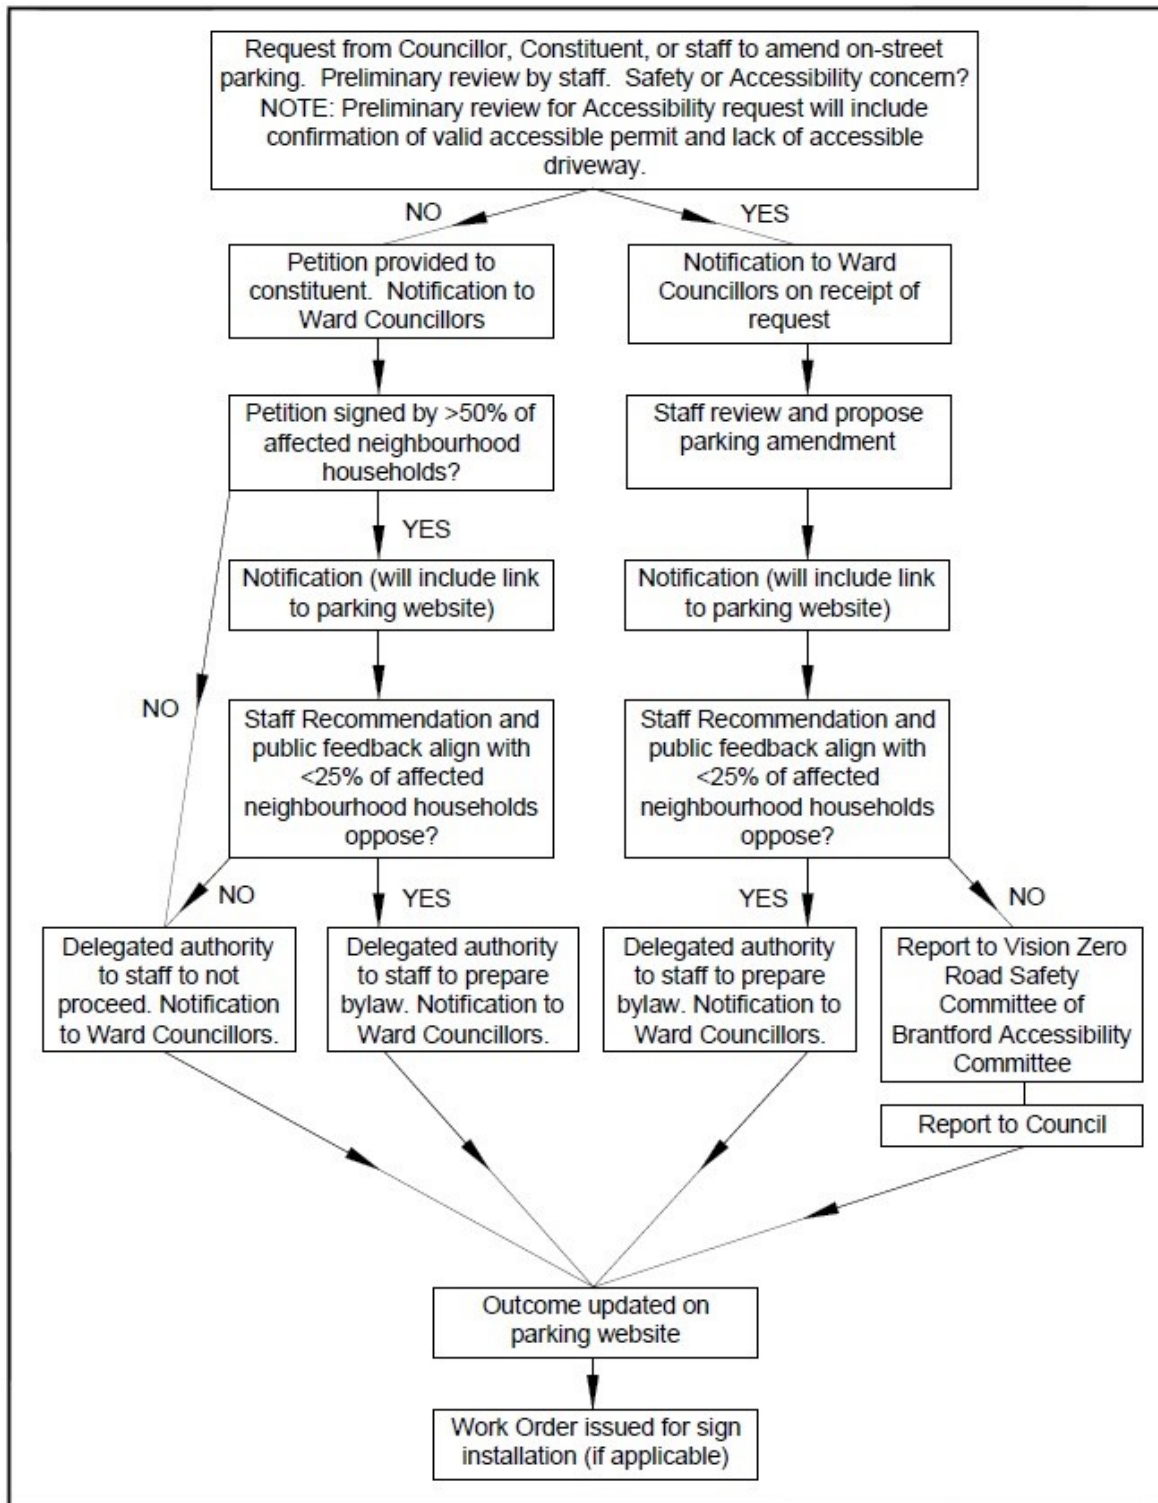 Request from Councillor, Constituent, or staff to amend on-street
parking.  Preliminary review by staff.  Safety or Accessibility concern?
NOTE: Preliminary review for Accessibility request will include
confirmation of valid accessible permit and lack of accessible
driveway.
NO
YES
Petition provided to
constituent.  Notification to
Ward Councillors
Notification to Ward
Councillors on receipt of
request
Petition signed by >50% of
affected neighbourhood
households?
Staff review and propose
parking amendment
YES
Notification (will include link
to parking website)
Notification (will include link
to parking website)
NO
Staff Recommendation and
public feedback align with
<25% of affected
neighbourhood households
oppose?
Staff Recommendation and
public feedback align with
<25% of affected
neighbourhood households
oppose?
NO
YES
YES
NO
Delegated authority
to staff to not
proceed. Notification
to Ward Councillors.
Delegated authority
to staff to prepare
bylaw. Notification to
Ward Councillors.
Delegated authority
to staff to prepare
bylaw. Notification to
Ward Councillors.
Report to Vision Zero
Road Safety
Committee of
Brantford Accessibility
Committee
Report to Council
Outcome updated on
parking website
Work Order issued for sign
installation (if applicable)